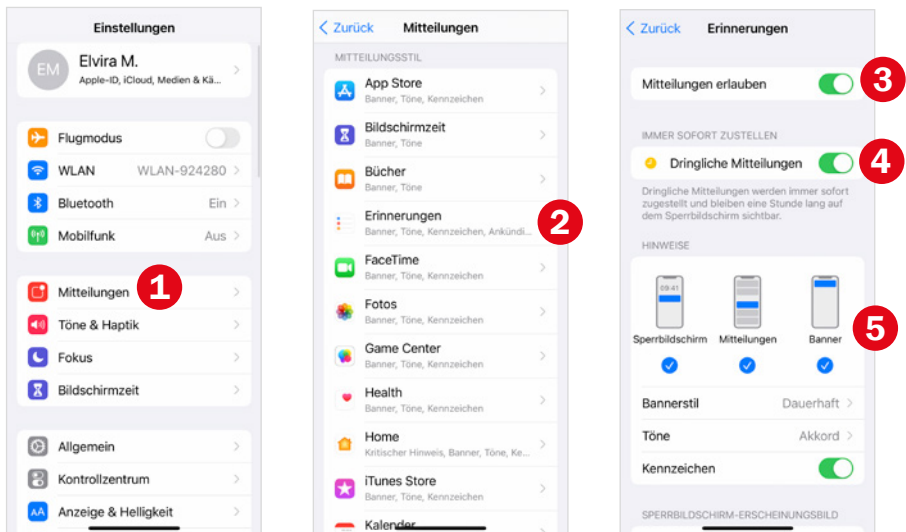 Einstellungen
EM
Elvira M.
Apple-ID, iCloud, Medien & Kä...
Flugmodus
WLAN WLAN-924280
Bluetooth Ein
Mobilfunk Aus
Mitteilungen 1
Töne & Haptik
Fokus
Bildschirmzeit
Allgemein
Kontrollzentrum
AA Anzeige & Helligkeit
Zurück Mitteilungen
MITTEILUNGSSTIL
App Store
Banner, Töne, Kennzeichen
Bildschirmzeit
Banner, Töne
Bücher
Banner, Töne
Erinnerungen
Banner, Töne, Kennzeichen, Ankündi...
2
FaceTime
Banner, Töne, Kennzeichen
Fotos
Banner, Töne, Kennzeichen
Game Center
Banner, Töne, Kennzeichen
Health
Banner, Töne, Kennzeichen
Home
Kritischer Hinweis, Banner, Töne, Ke...
iTunes Store
Banner, Töne, Kennzeichen
Kalender
Zurück Erinnerungen
Mitteilungen erlauben 3
IMMER SOFORT ZUSTELLEN
Dringliche Mitteilungen 4
Dringliche Mitteilungen werden immer sofort
zugestellt und bleiben eine Stunde lang auf
dem Sperrbildschirm sichtbar.
HINWEISE
09:41
Sperrbildschirm Mitteilungen Banner 5
Bannerstil Dauerhaft
Töne Akkord
Kennzeichen
SPERRBILDSCHIRM-ERSCHEINUNGSBILD